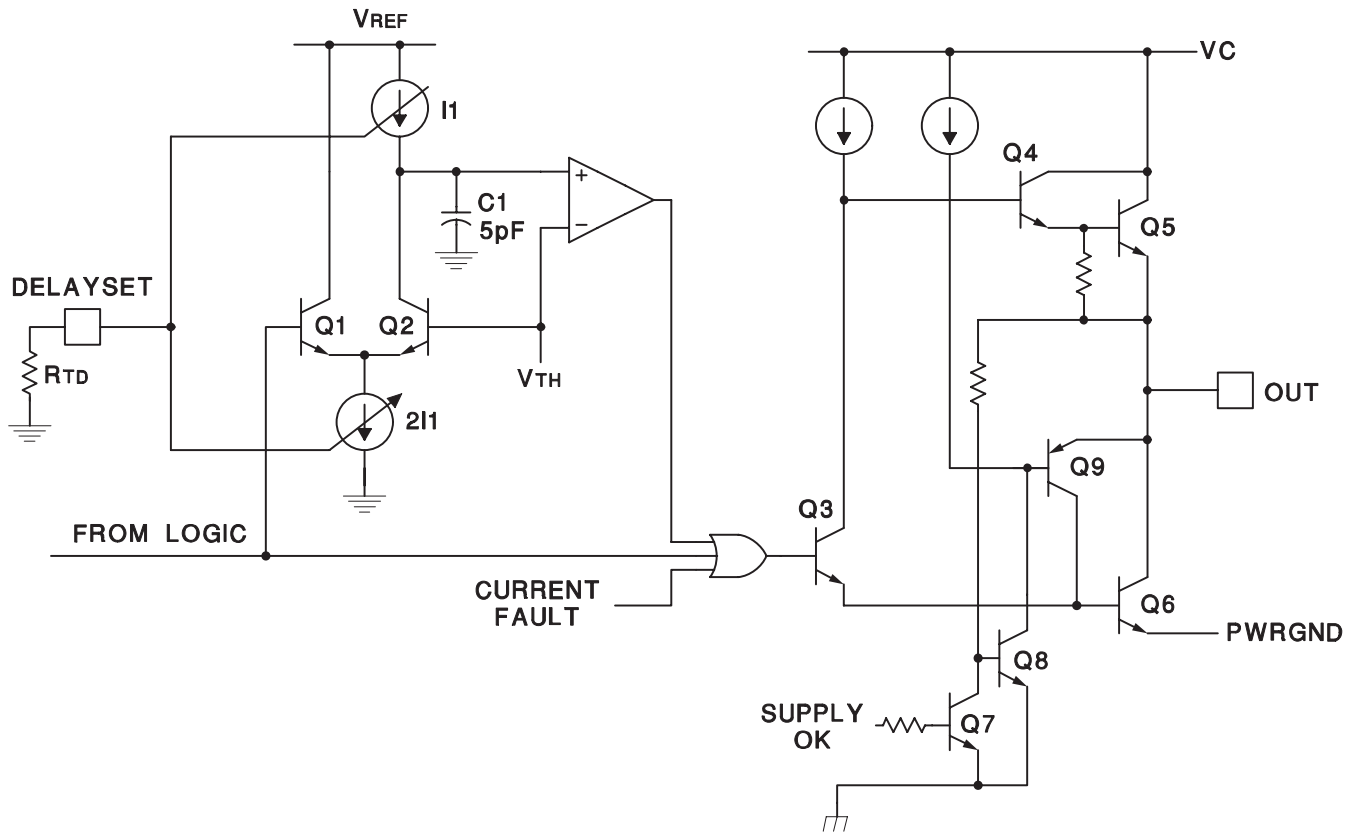 VREF
VC
I1
Q4
+
C1
5pF
−
Q5
DELAYSET
Q1
Q2
RTD
VTH
OUT
2I1
Q9
Q3
FROM LOGIC
CURRENT
FAULT
Q6
PWRGND
Q8
SUPPLY
OK
Q7